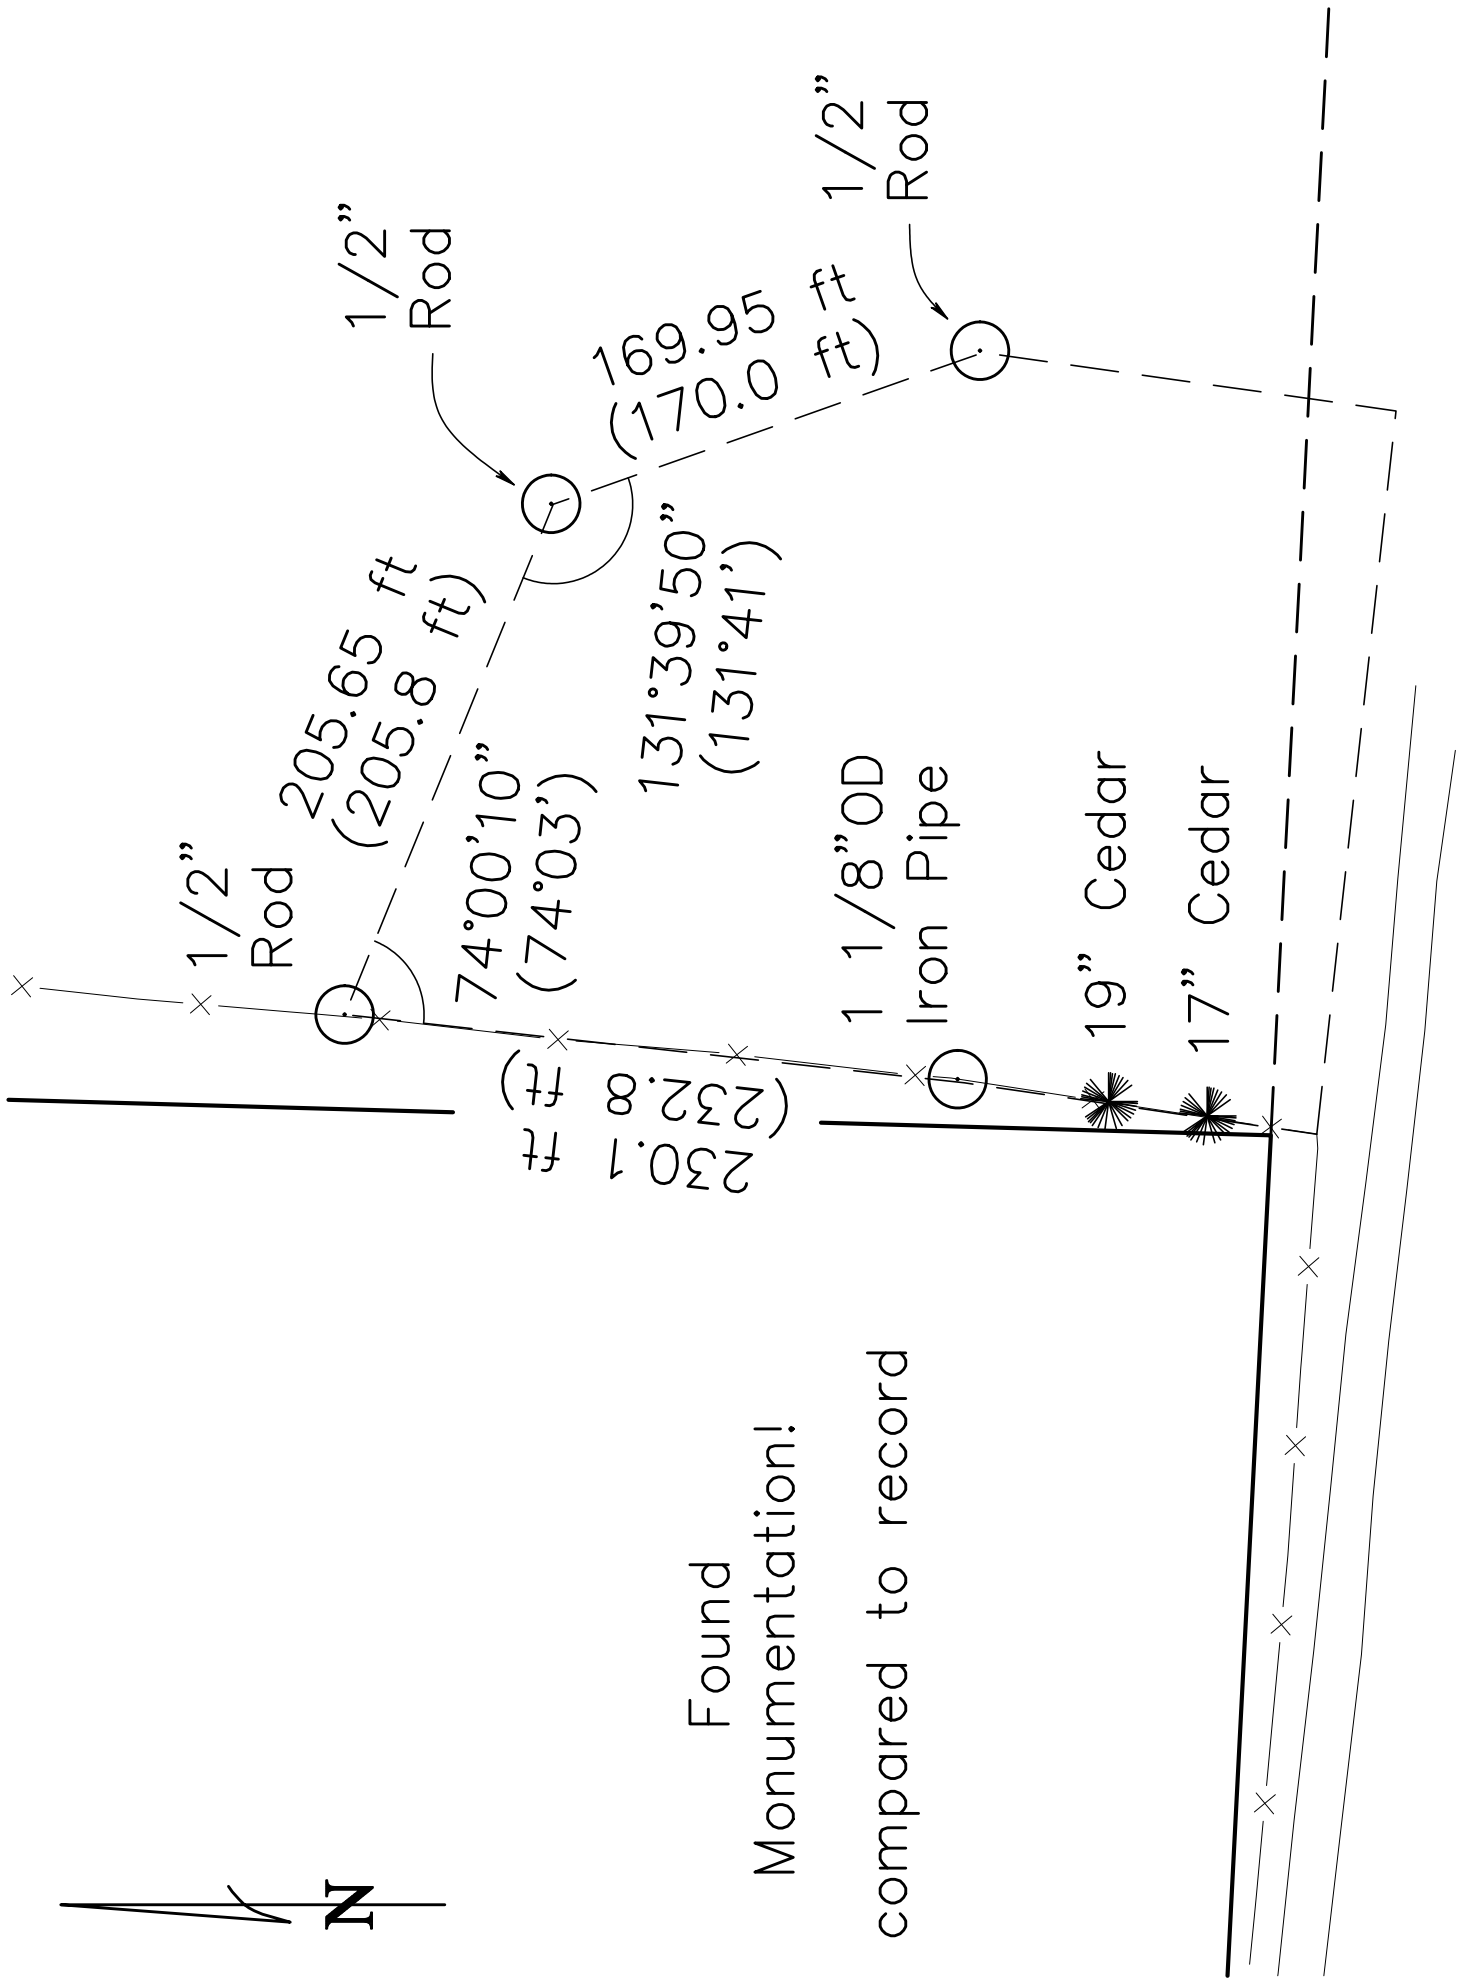 1/2”
Rod
1/2”
Rod
1/2”
Rod
205.65 ft
(205.8 ft)
169.95 ft
(170.0 ft)
74°00’10”
(74°03’)
131°39’50”
(131°41’)
230.1 ft
(232.8 ft)
1 1/8”OD
Iron Pipe
19” Cedar
17” Cedar
Found
Monumentation!
compared to record
N